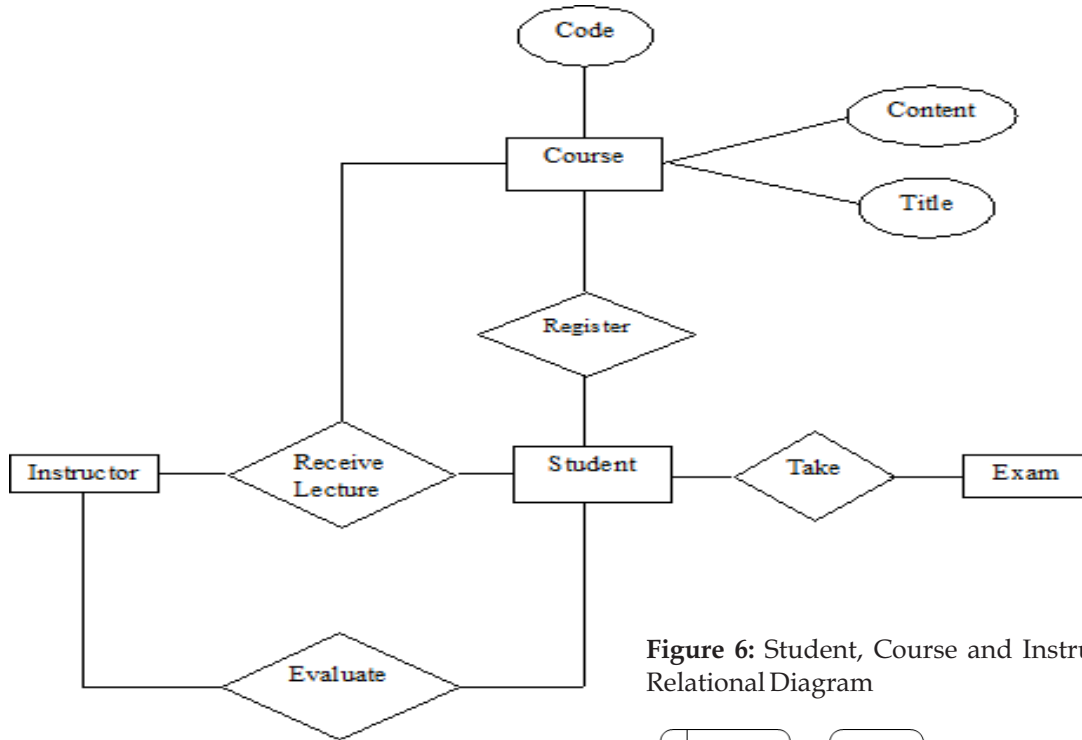 Code
Content
Course
Title
Register
Instructor
Receive
Lecture
Student
Take
Exam
Evaluate
Figure 6: Student, Course and
Relational Diagram